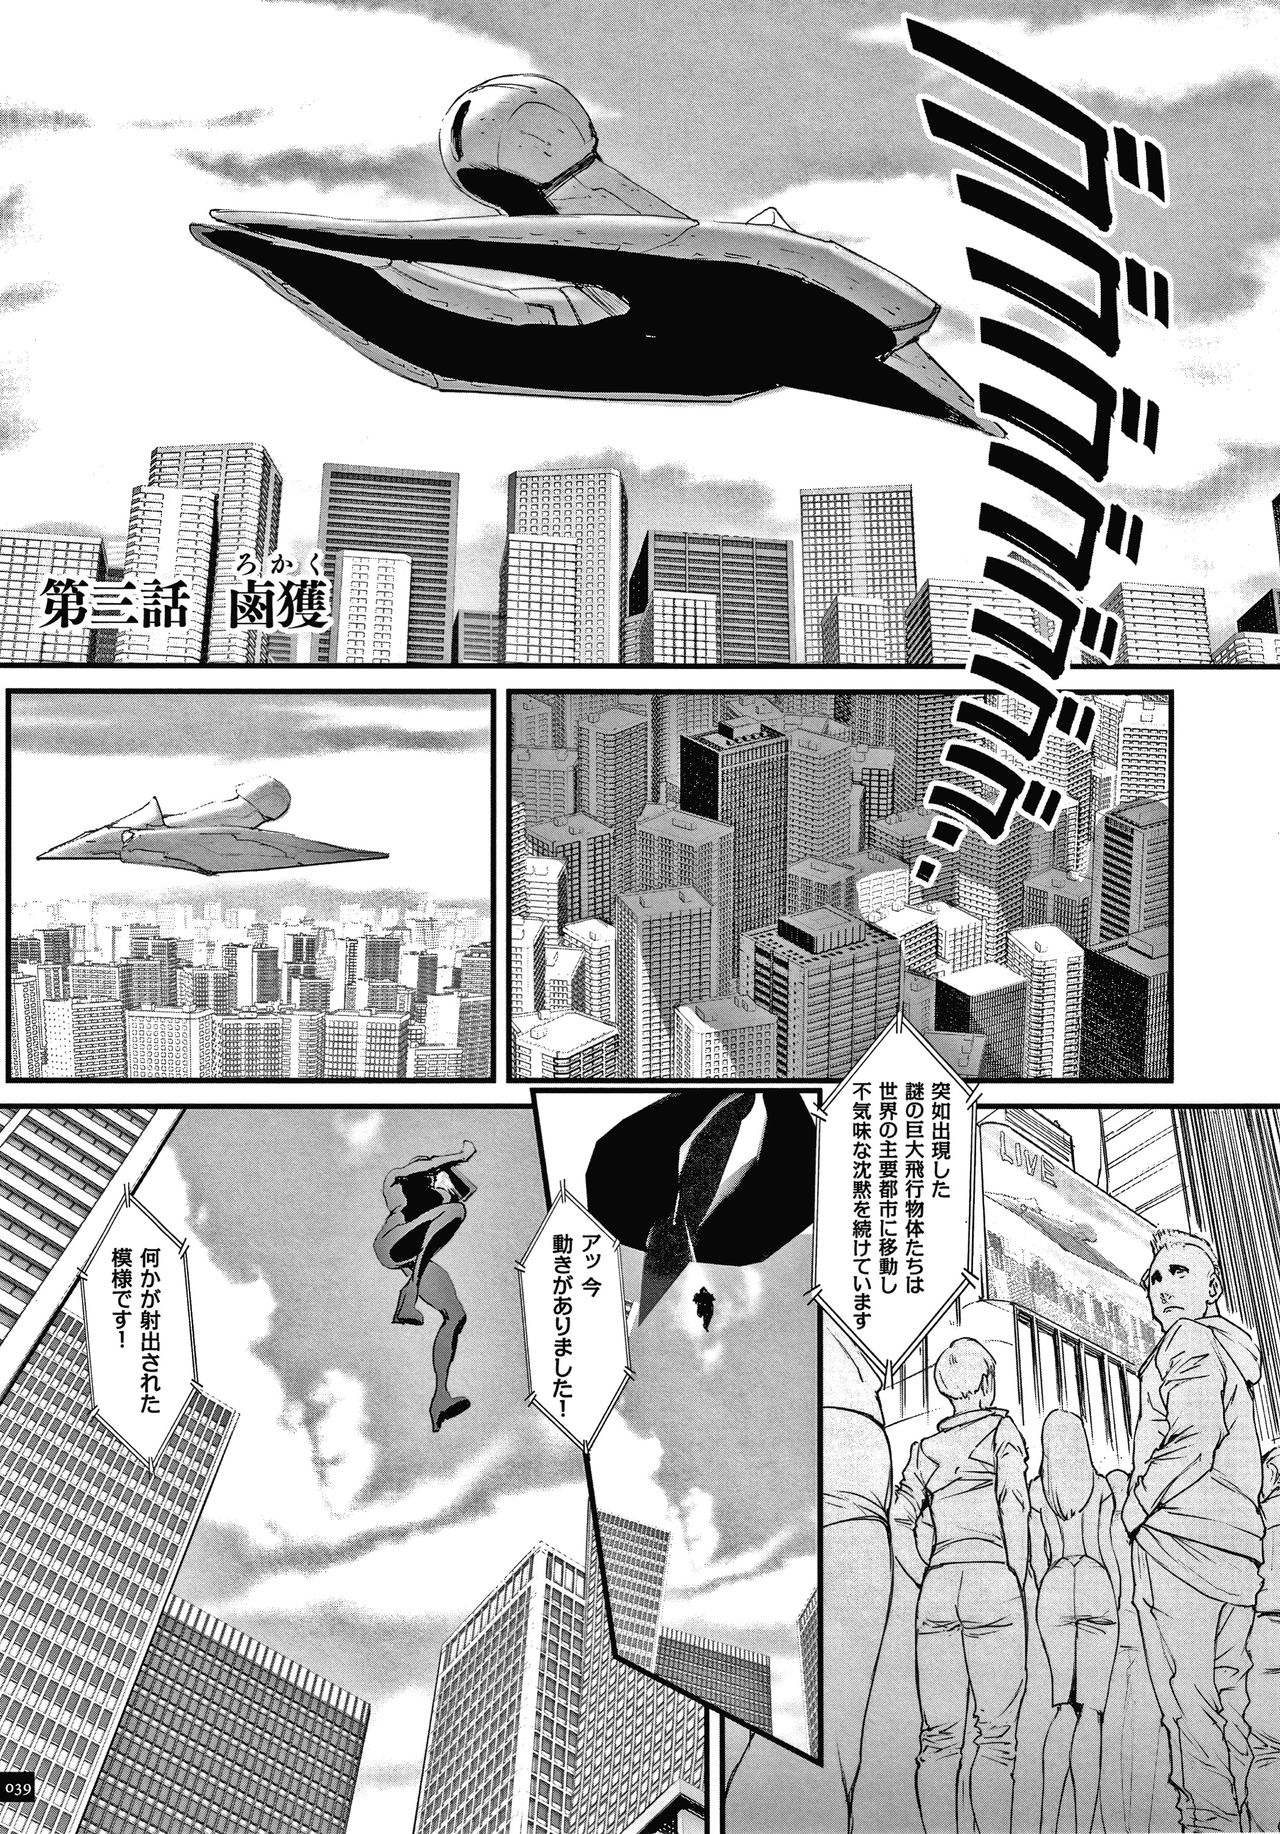 ゴゴゴゴゴゴゴ・・
ろかく
第三話 鹵獲
LIVE
突如出現した
謎の巨大飛行物体たちは
世界の主要都市に移動し
不気味な沈黙を続けています
アッ 今
動きがありました!
何かが射出された
模様です!
039